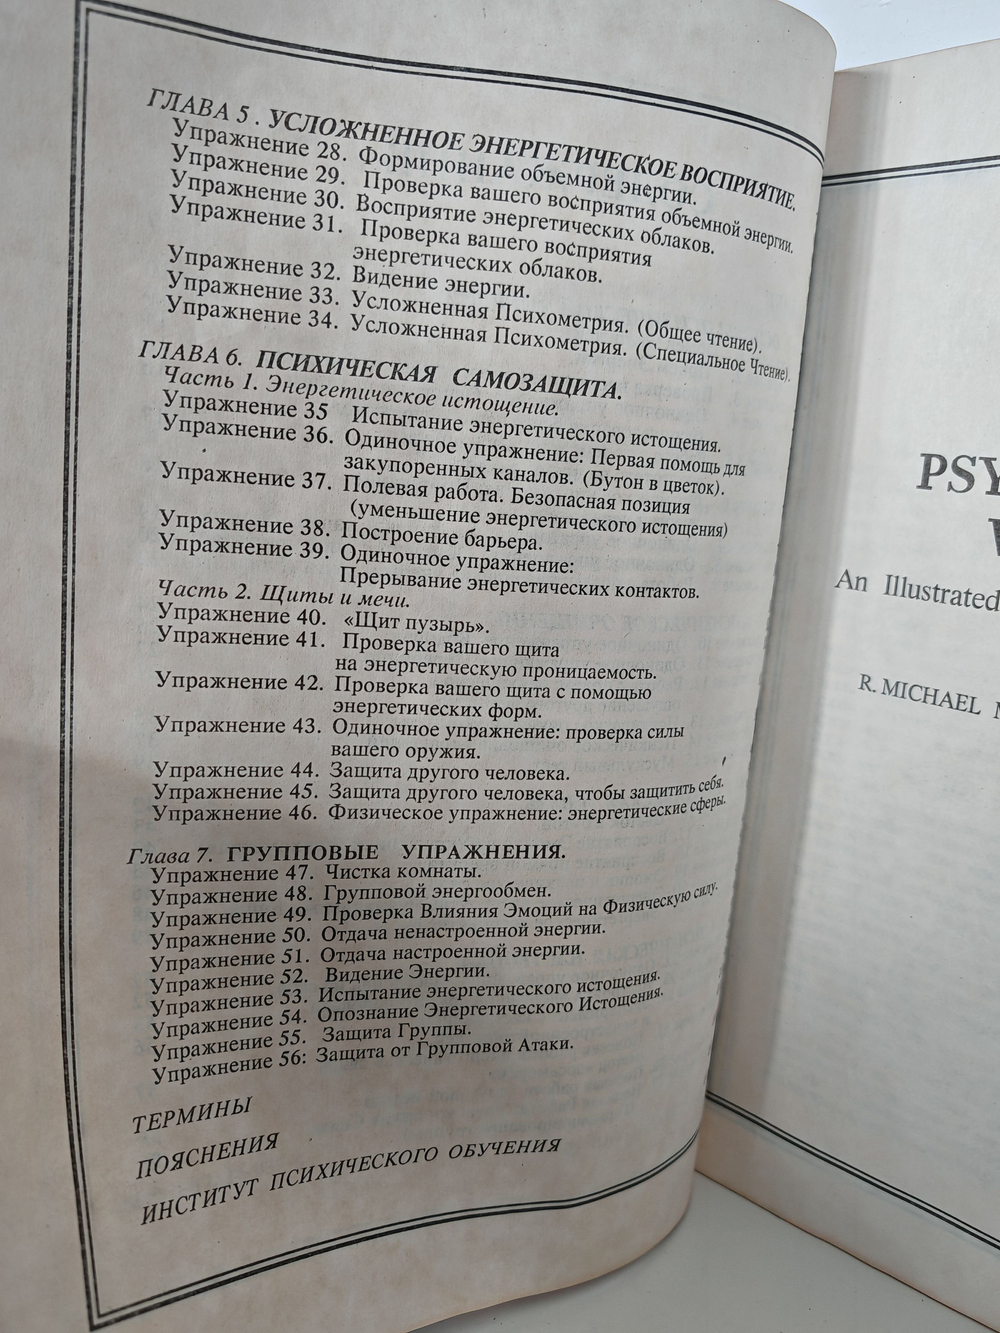 ГЛАВА 5. УСЛОЖНЕННОЕ ЭНЕРГЕТИЧЕСКОЕ ВОСПРИЯТИЕ.
Упражнение 28. Формирование объемной энергии.
Упражнение 29. Проверка вашего восприятия объемной энергии.
Упражнение 30. Восприятие энергетических облаков.
Упражнение 31. Проверка вашего восприятия
энергетических облаков.
Упражнение 32. Видение энергии.
Упражнение 33. Усложненная Психометрия. (Общее чтение).
Упражнение 34. Усложненная Психометрия. (Специальное Чтение).
ГЛАВА 6. ПСИХИЧЕСКАЯ САМОЗАЩИТА.
Часть 1. Энергетическое истощение.
Упражнение 35 Испытание энергетического истощения.
Упражнение 36. Одиночное упражнение: Первая помощь для
закупоренных каналов. (Бутон в цветок).
Упражнение 37. Полевая работа. Безопасная позиция
(уменьшение энергетического истощения)
Упражнение 38. Построение барьера.
Упражнение 39. Одиночное упражнение:
Прерывание энергетических контактов.
Часть 2. Щиты и мечи.
Упражнение 40. «Щит пузырь».
Упражнение 41. Проверка вашего щита
на энергетическую проницаемость.
Упражнение 42. Проверка вашего щита с помощью
энергетических форм.
Упражнение 43. Одиночное упражнение: проверка силы
вашего оружия.
Упражнение 44. Защита другого человека.
Упражнение 45. Защита другого человека, чтобы защитить себя.
Упражнение 46. Физическое упражнение: энергетические сферы.
Глава 7. ГРУППОВЫЕ УПРАЖНЕНИЯ.
Упражнение 47. Чистка комнаты.
Упражнение 48. Групповой энергообмен.
Упражнение 49. Проверка Влияния Эмоций на Физическую силу.
Упражнение 50. Отдача ненастроенной энергии.
Упражнение 51. Отдача настроенной энергии.
Упражнение 52. Видение Энергии.
Упражнение 53. Испытание энергетического истощения.
Упражнение 54. Опознание Энергетического Истощения.
Упражнение 55. Защита Группы.
Упражнение 56: Защита от Групповой Атаки.
ТЕРМИНЫ
ПОЯСНЕНИЯ
ИНСТИТУТ ПСИХИЧЕСКОГО ОБУЧЕНИЯ
An Illustrated
R. MICHAEL